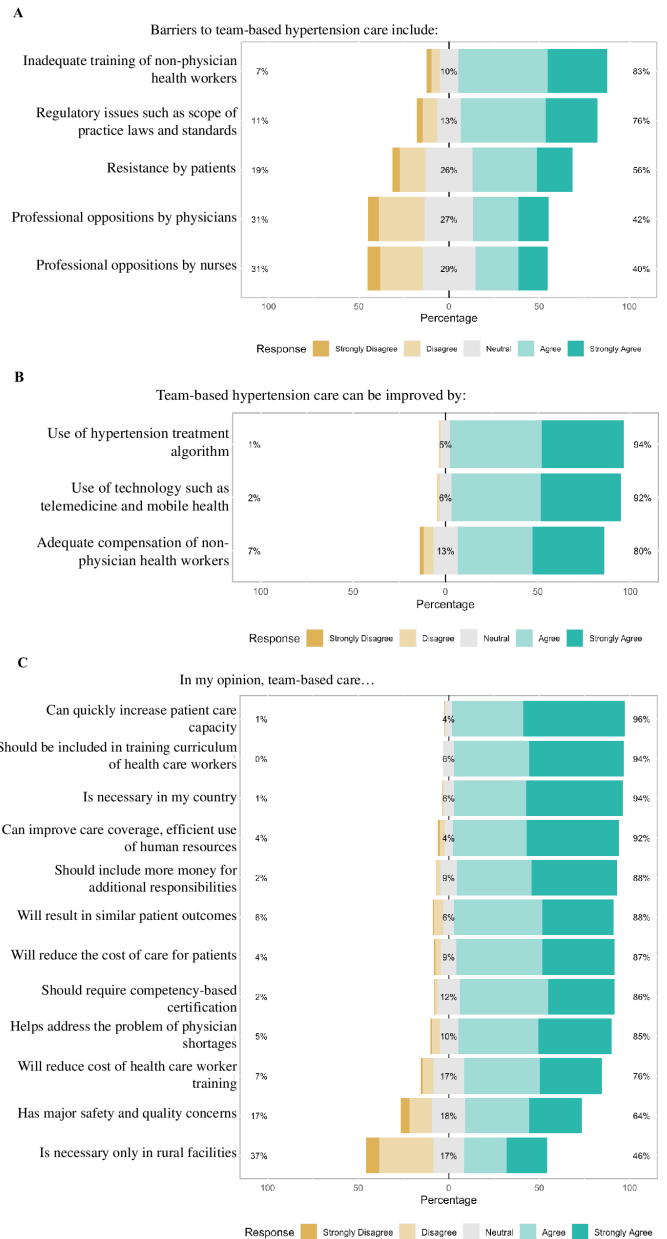 A
Barriers to team-based hypertension care include:
Inadequate training of non-physician
health workers
7%
10%
83%
Regulatory issues such as scope of
practice laws and standards
11%
13%
76%
Resistance by patients
19%
26%
56%
Professional oppositions by physicians
31%
27%
42%
Professional oppositions by nurses
31%
29%
40%
100 50 0 50 100
Percentage
Response Strongly Disagree Disagree Neutral Agree Strongly Agree
B
Team-based hypertension care can be improved by:
Use of hypertension treatment
algorithm
1%
5%
94%
Use of technology such as
telemedicine and mobile health
2%
6%
92%
Adequate compensation of non-
physician health workers
7%
13%
80%
100 50 0 50 100
Percentage
Response Strongly Disagree Disagree Neutral Agree Strongly Agree
C
In my opinion, team-based care…
Can quickly increase patient care
capacity
1%
4%
96%
Should be included in training curriculum
of health care workers
0%
6%
94%
Is necessary in my country
1%
6%
94%
Can improve care coverage, efficient use
of human resources
4%
4%
92%
Should include more money for
additional responsibilities
2%
9%
88%
Will result in similar patient outcomes
6%
6%
88%
Will reduce the cost of care for patients
4%
9%
87%
Should require competency-based
certification
2%
12%
86%
Helps address the problem of physician
shortages
5%
10%
85%
Will reduce cost of health care worker
training
7%
17%
76%
Has major safety and quality concerns
17%
18%
64%
Is necessary only in rural facilities
37%
17%
46%
100 50 0 50 100
Percentage
Response Strongly Disagree Disagree Neutral Agree Strongly Agree